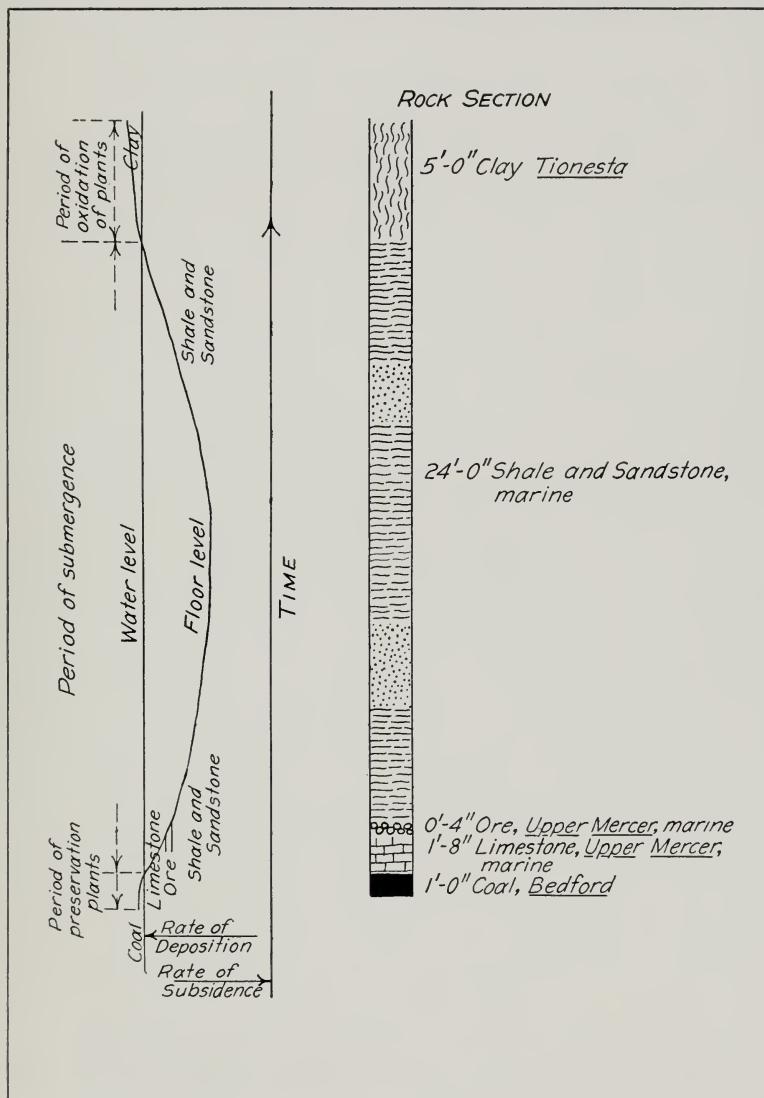 ROCK SECTION
5'-0" Clay Tionesta
24'-0" Shale and Sandstone,
marine
0'-4" Ore, Upper Mercer, marine
1'-8" Limestone, Upper Mercer,
marine
1'-0" Coal, Bedford
Period of
oxidation
of plants
Clay
Shale and
Sandstone
Period of submergence
Water level
Floor level
TIME
Period of
preservation
plants
Coal
Limestone
Ore
Shale and
Sandstone
Rate of
Deposition
Rate of
Subsidence